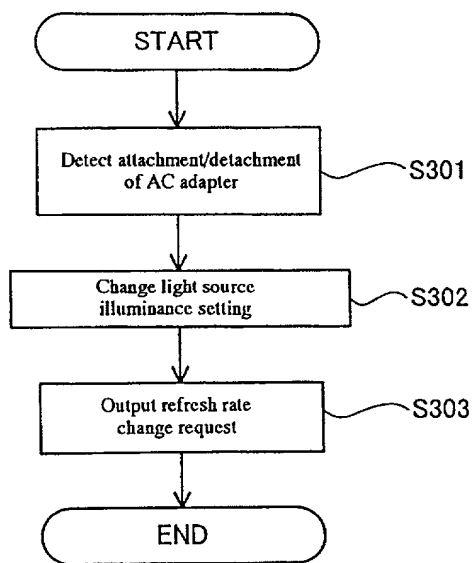 START
Detect attachment/detachment
of AC adapter
S301
Change light source
illuminance setting
S302
Output refresh rate
change request
S303
END